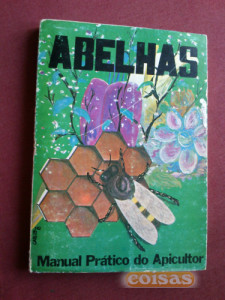 ABELHAS
Manual Prático do Apicultor
coisas